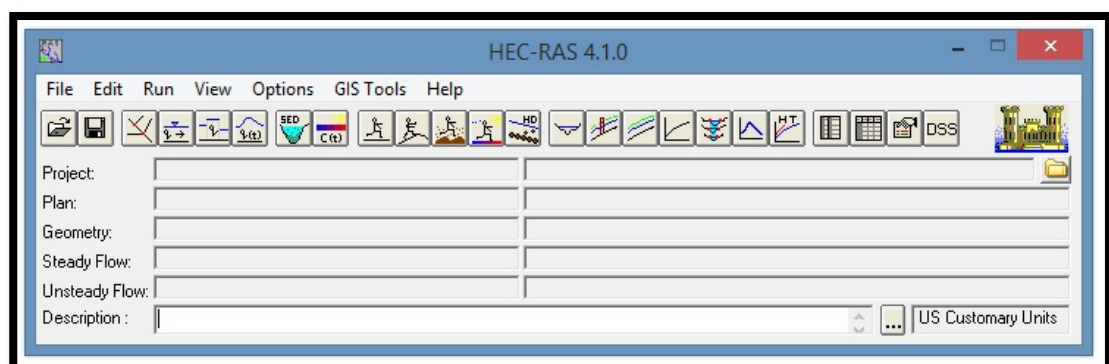 HEC-RAS 4.1.0
File Edit Run View Options GIS Tools Help
SED C(t) HD HT DSS
Project:
Plan:
Geometry:
Steady Flow:
Unsteady Flow:
Description : ... US Customary Units